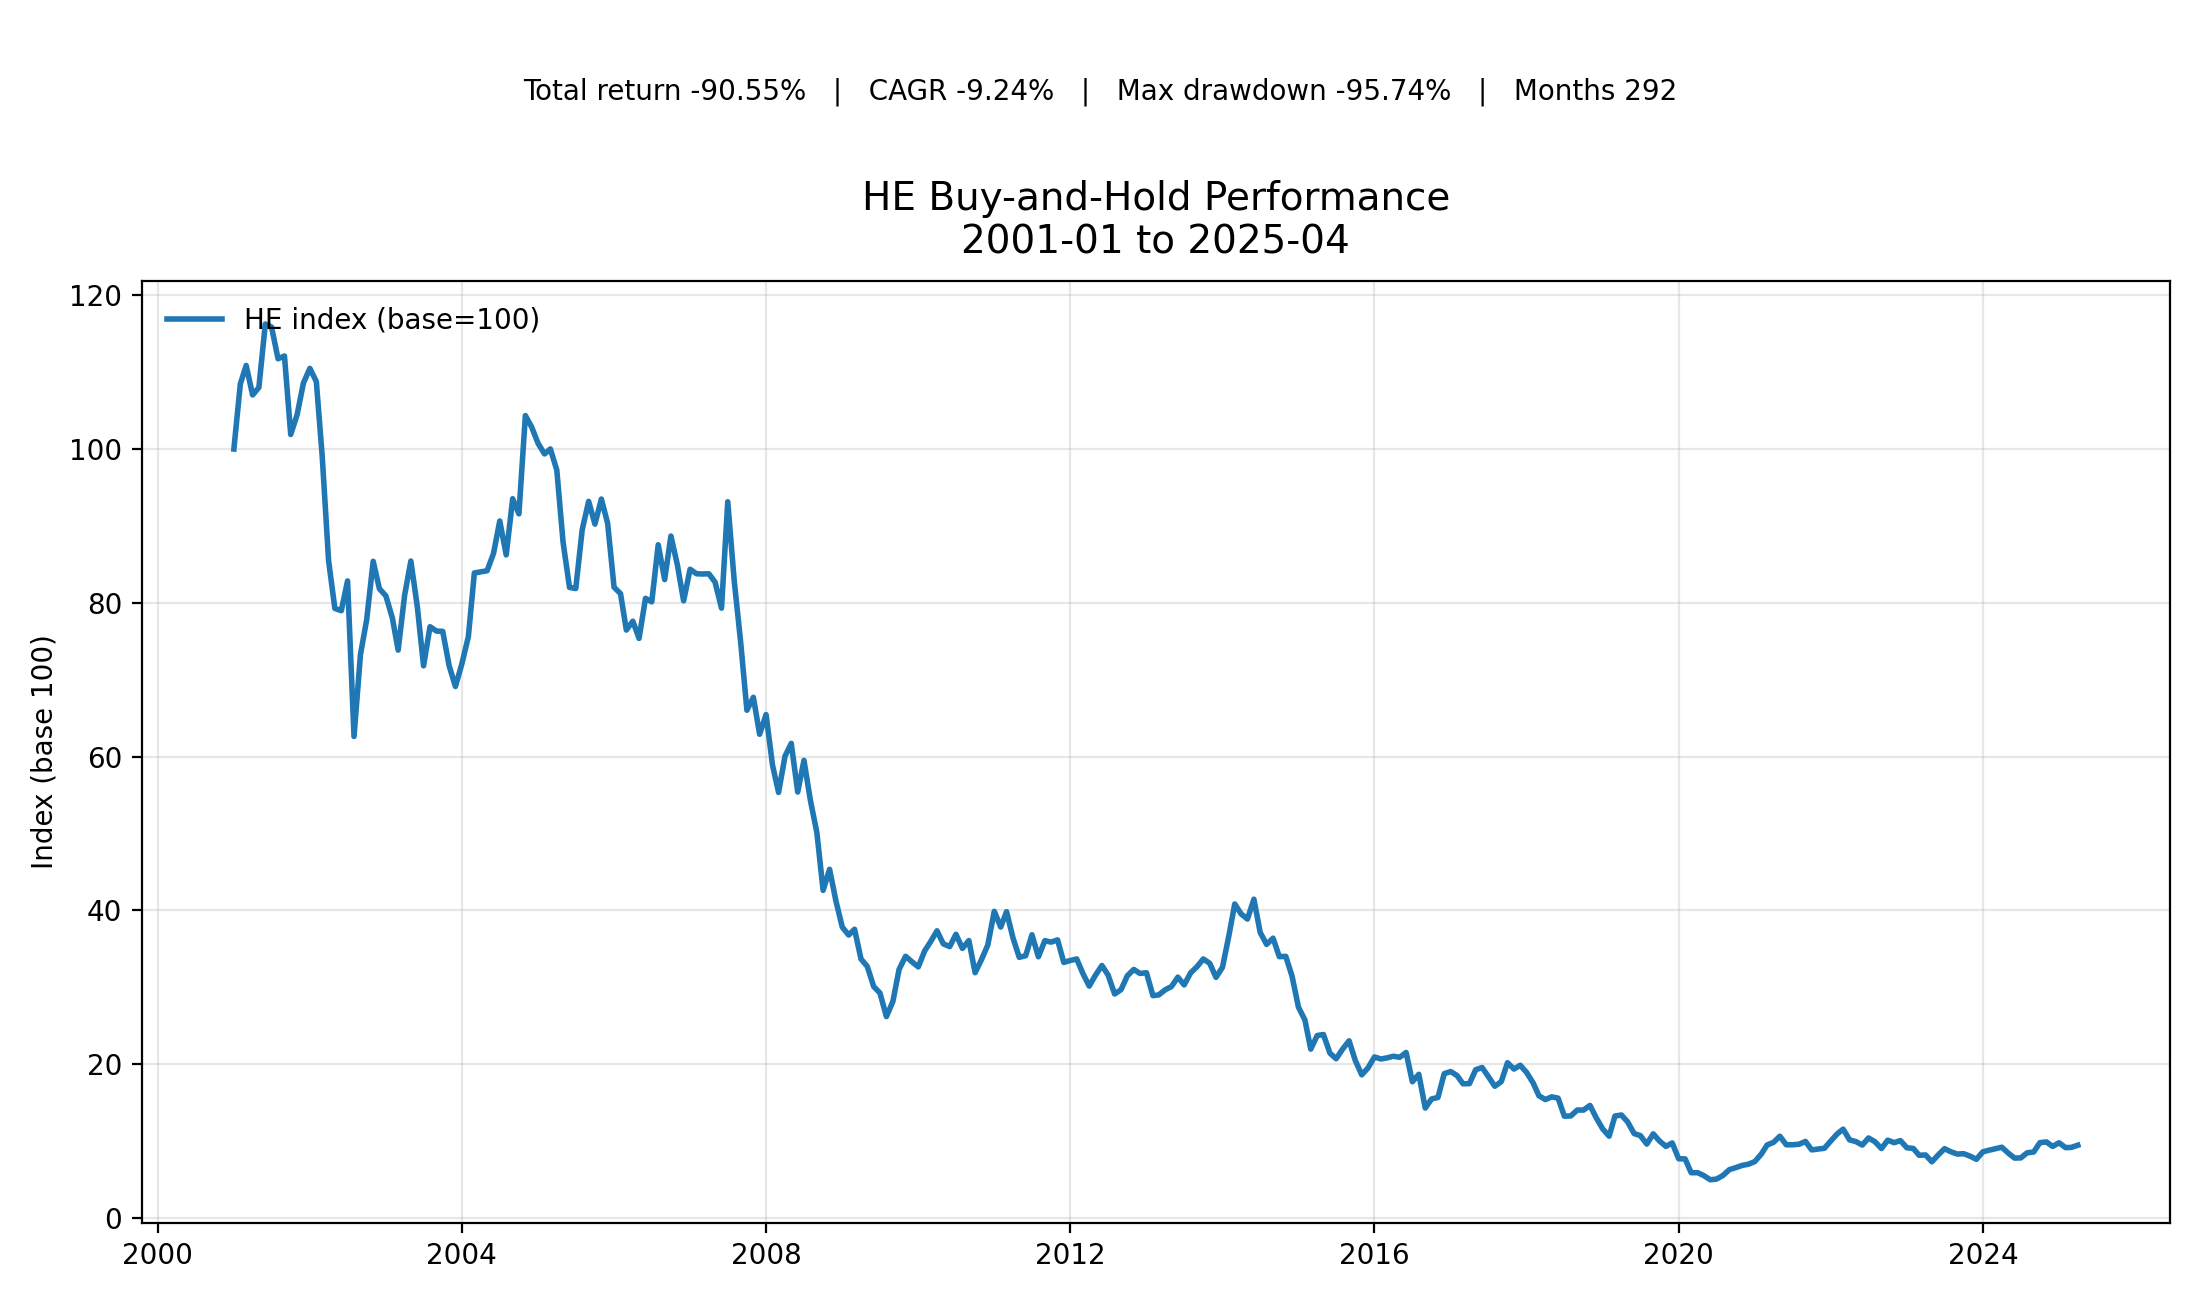 Total return -90.55%   |   CAGR -9.24%   |   Max drawdown -95.74%   |   Months 292
HE Buy-and-Hold Performance
2001-01 to 2025-04
HE index (base=100)
Index (base 100)
120
100
80
60
40
20
0
2000 2004 2008 2012 2016 2020 2024